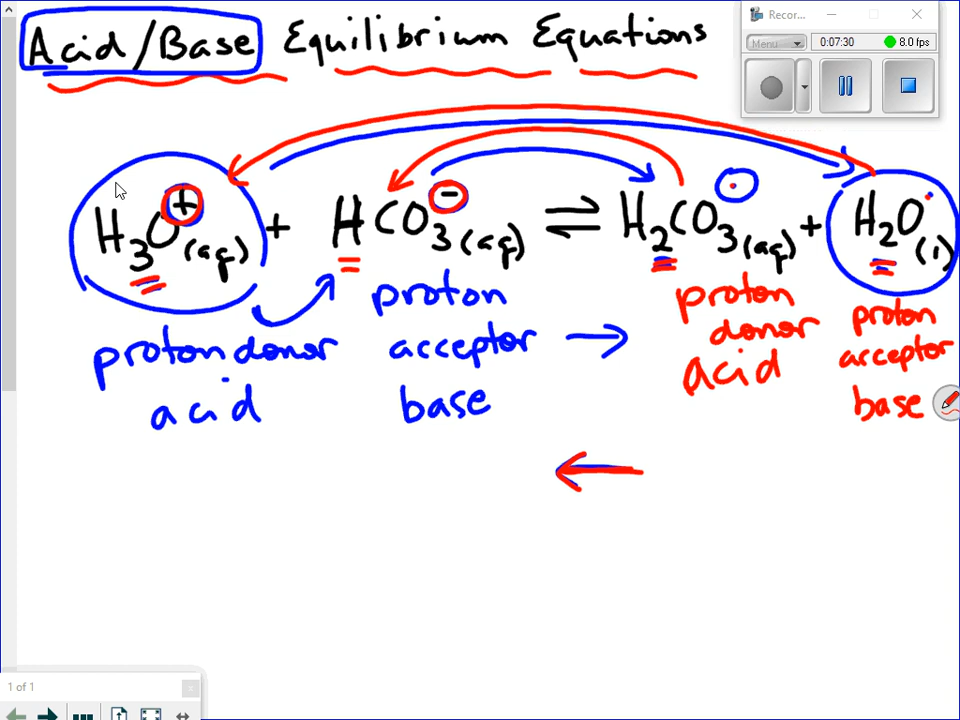 Acid/Base Equilibrium Equations
Recor...
Menu
0:07:30
8.0 fps
H₃O⁺(aq) + HCO₃⁻(aq) ⇌ H₂CO₃(aq) + H₂O(l)
proton donor
acid
proton
acceptor
base
→
proton
donor
acid
proton
acceptor
base
←
1 of 1